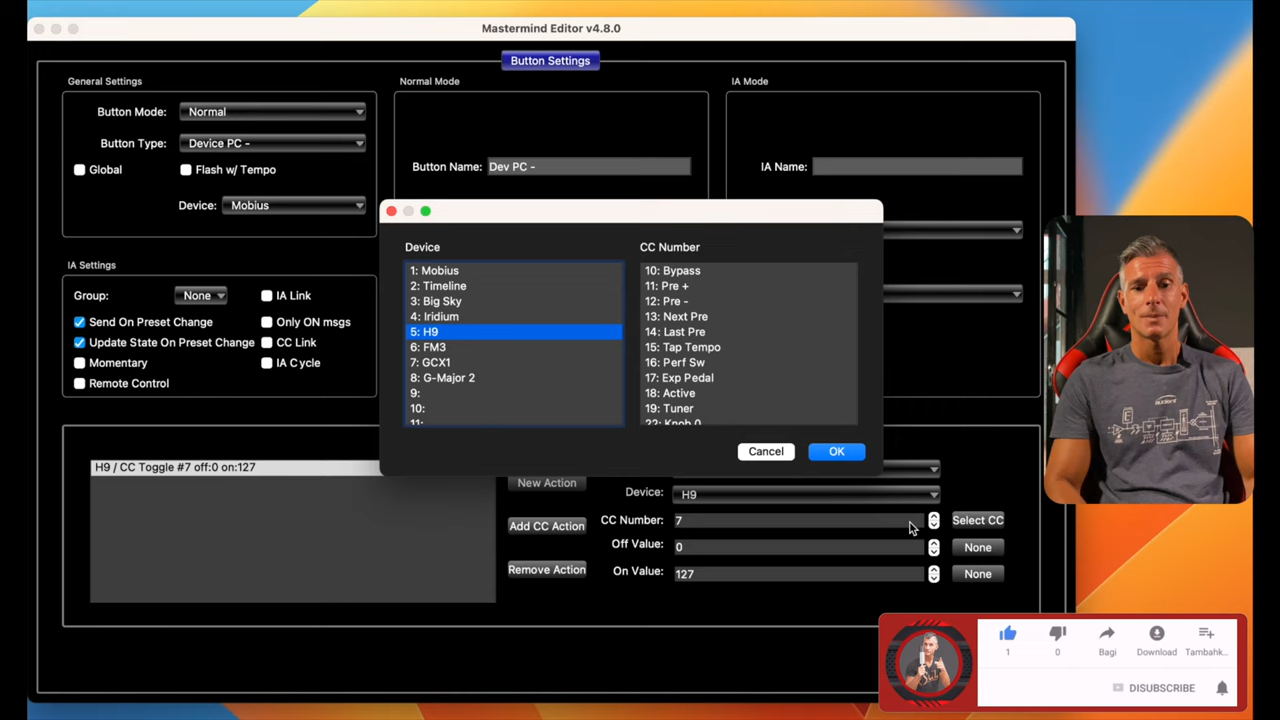 Mastermind Editor v4.8.0
Button Settings
General Settings
Button Mode: Normal
Button Type: Device PC -
Global
Flash w/ Tempo
Device: Mobius
Normal Mode
Button Name: Dev PC -
IA Mode
IA Name:
IA Settings
Group: None
IA Link
Send On Preset Change
Only ON msgs
Update State On Preset Change
CC Link
Momentary
IA Cycle
Remote Control
Device
1: Mobius
2: Timeline
3: Big Sky
4: Iridium
5: H9
6: FM3
7: GCX1
8: G-Major 2
9:
10:
11:
CC Number
10: Bypass
11: Pre +
12: Pre -
13: Next Pre
14: Last Pre
15: Tap Tempo
16: Perf Sw
17: Exp Pedal
18: Active
19: Tuner
22: Knob 0
Cancel
OK
H9 / CC Toggle #7 off:0 on:127
New Action
Add CC Action
Remove Action
Device: H9
CC Number: 7
Select CC
Off Value: 0
None
On Value: 127
None
1
0
Bagi
Download
Tambahk...
DISUBSCRIBE